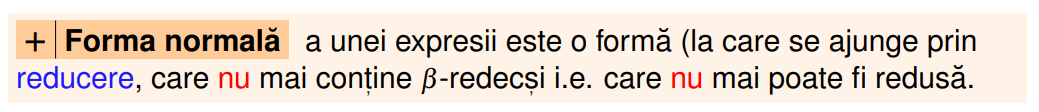 + Forma normală a unei expresii este o formă (la care se ajunge prin
reducere, care nu mai conține β-redecși i.e. care nu mai poate fi redusă.